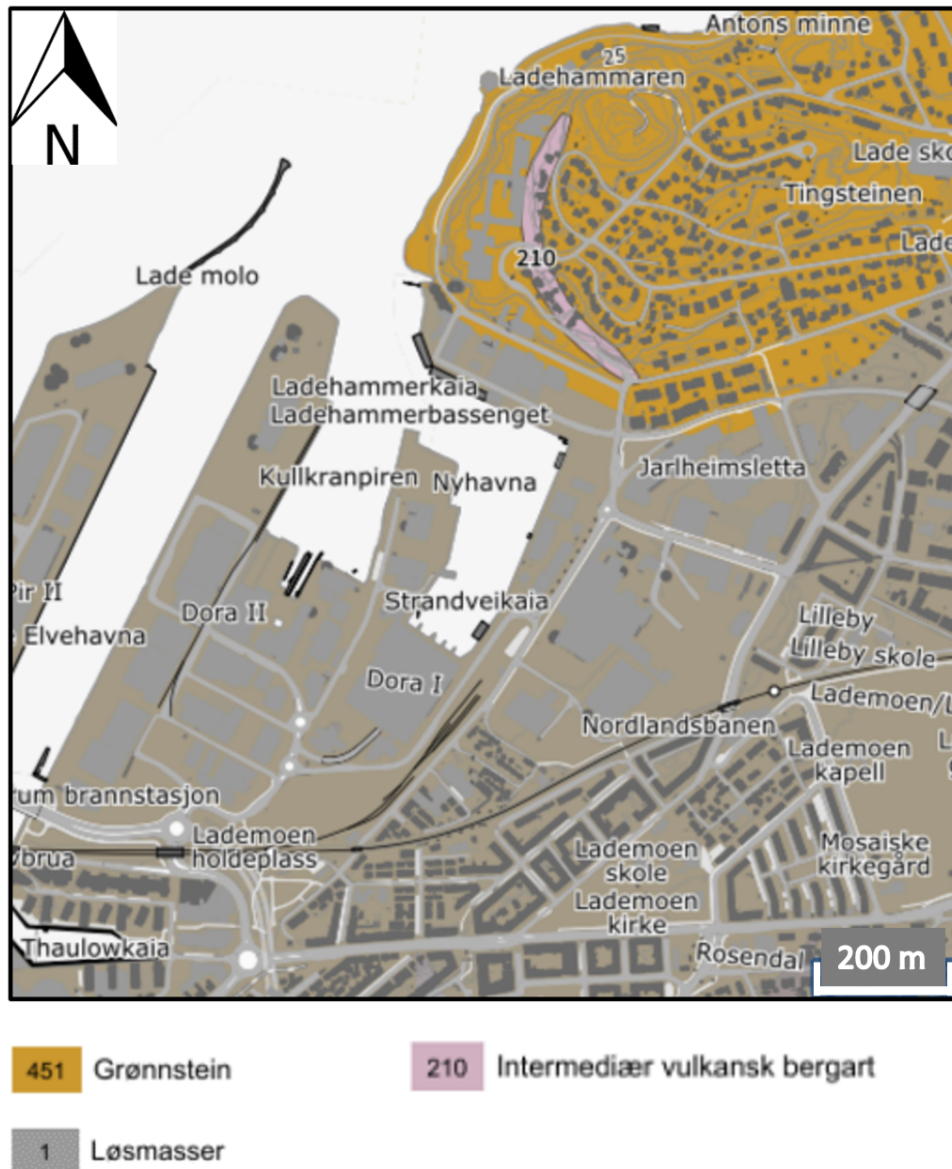 Antons minne
25
Ladehammaren
N
Lade sko
Tingsteinen
Lade
210
Lade molo
Ladehammerkaia
Ladehammerbassenget
Kullkranpiren
Nyhavna
Jarlheimsletta
Pir II
Strandveikaia
Dora II
Elvehavna
Lilleby
Lilleby skole
Dora I
Lademoen/L
Nordlandsbanen
Lademoen
kapell
rum brannstasjon
Lademoen
holdeplass
øbrua
Lademoen
skole
Mosaiske
kirkegård
Lademoen
kirke
Thaulowkaia
Rosendal
200 m
451 Grønnstein
210 Intermediær vulkansk bergart
1 Løsmasser